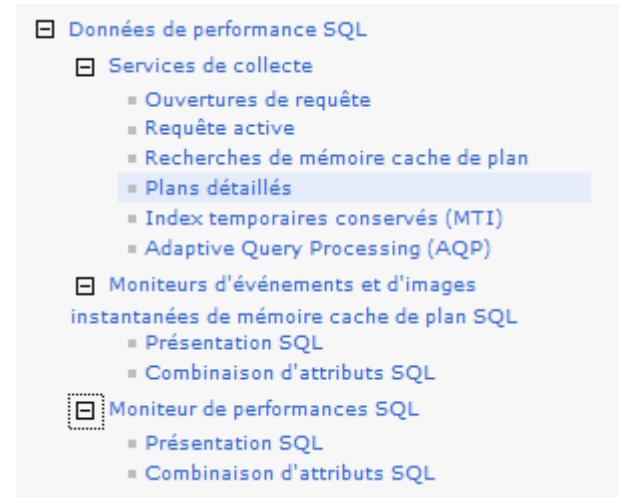 Données de performance SQL
Services de collecte
Ouvertures de requête
Requête active
Recherches de mémoire cache de plan
Plans détaillés
Index temporaires conservés (MTI)
Adaptive Query Processing (AQP)
Moniteurs d'événements et d'images
instantanées de mémoire cache de plan SQL
Présentation SQL
Combinaison d'attributs SQL
Moniteur de performances SQL
Présentation SQL
Combinaison d'attributs SQL